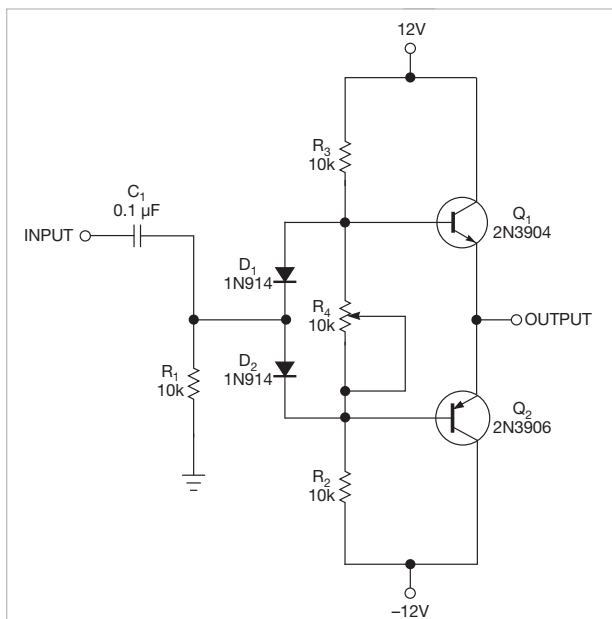 12V
R₃
10k
C₁
0.1 µF
INPUT
Q₁
2N3904
D₁
1N914
R₄
10k
OUTPUT
R₁
10k
D₂
1N914
Q₂
2N3906
R₂
10k
–12V